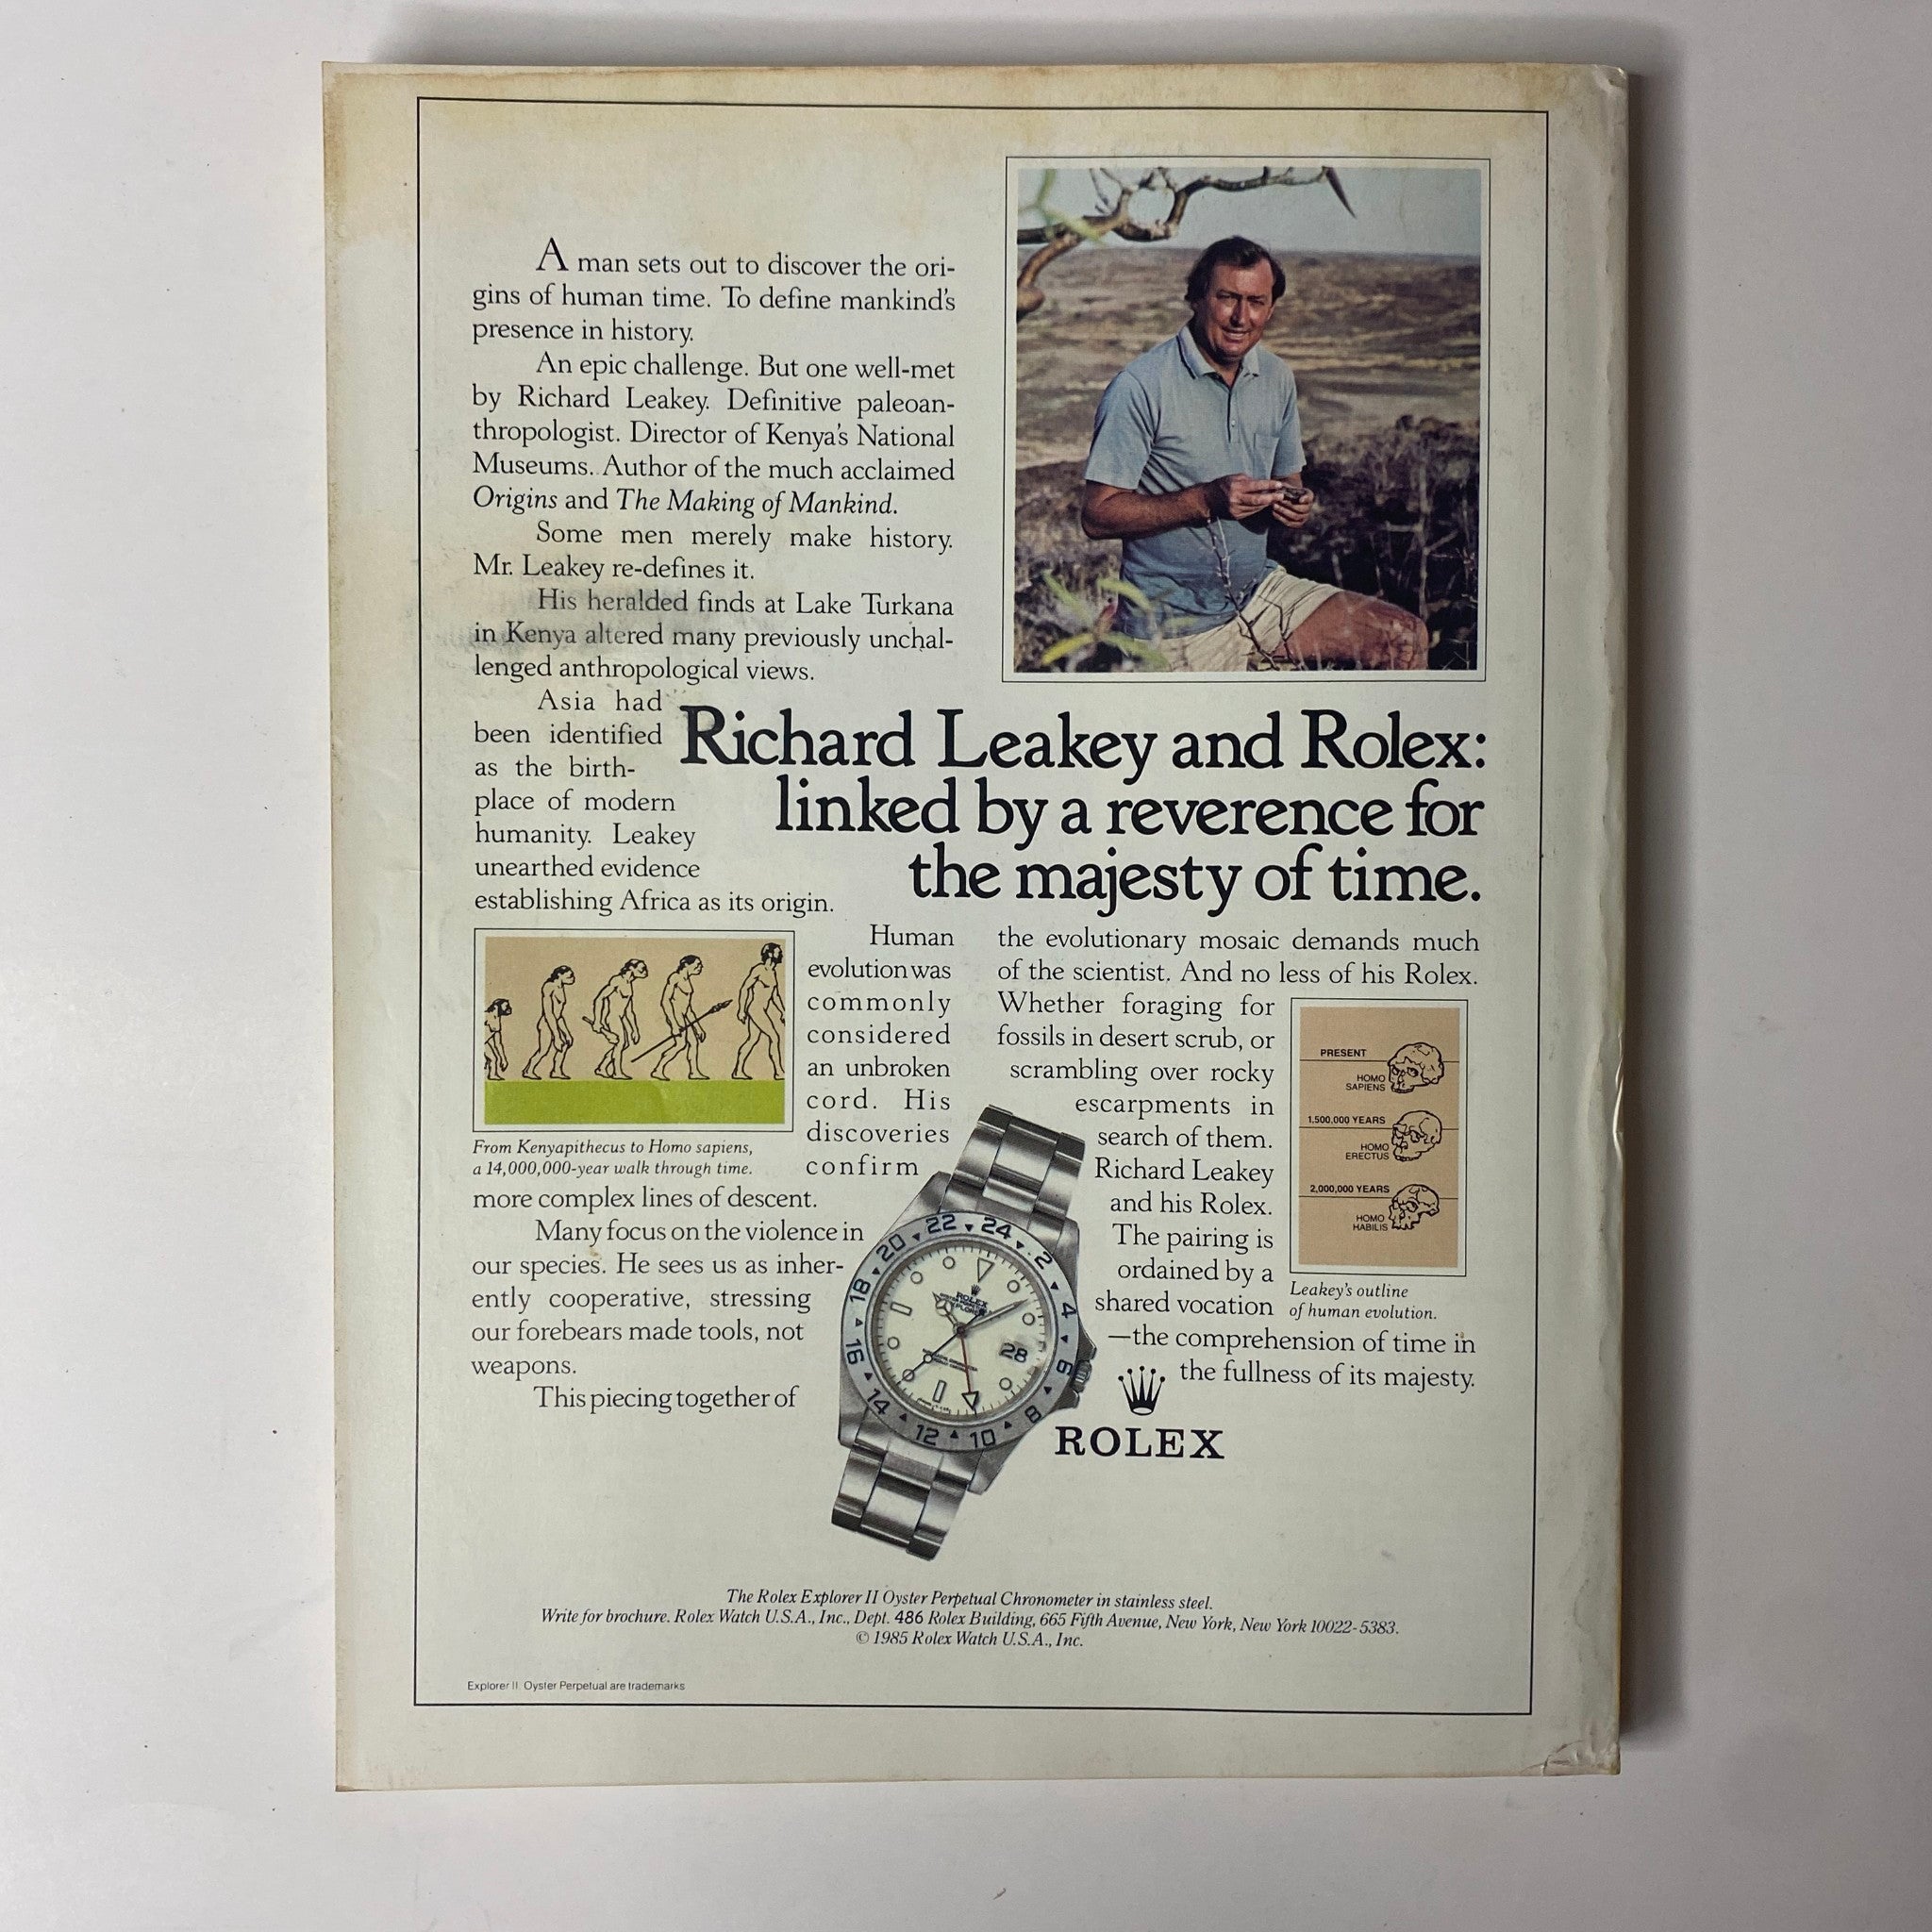 A man sets out to discover the ori-
gins of human time. To define mankind's
presence in history.
An epic challenge. But one well-met
by Richard Leakey. Definitive paleoan-
thropologist. Director of Kenya's National
Museums. Author of the much acclaimed
Origins and The Making of Mankind.
Some men merely make history.
Mr. Leakey re-defines it.
His heralded finds at Lake Turkana
in Kenya altered many previously unchal-
lenged anthropological views.
Asia had
been identified
as the birth-
place of modern
humanity. Leakey
unearthed evidence
establishing Africa as its origin.
Richard Leakey and Rolex:
linked by a reverence for
the majesty of time.
Human
evolution was
commonly
considered
an unbroken
cord. His
discoveries
confirm
From Kenyapithecus to Homo sapiens,
a 14,000,000-year walk through time.
more complex lines of descent.
Many focus on the violence in
our species. He sees us as inher-
ently cooperative, stressing
our forebears made tools, not
weapons.
This piecing together of
the evolutionary mosaic demands much
of the scientist. And no less of his Rolex.
Whether foraging for
fossils in desert scrub, or
scrambling over rocky
escarpments in
search of them.
Richard Leakey
and his Rolex.
The pairing is
ordained by a
shared vocation
—the comprehension of time in
the fullness of its majesty.
PRESENT
HOMO
SAPIENS
1,500,000 YEARS
HOMO
ERECTUS
2,000,000 YEARS
HOMO
HABILIS
Leakey's outline
of human evolution.
22 24 2 4 6 8 10 12 14 16 18 20
ROLEX
28
ROLEX
The Rolex Explorer II Oyster Perpetual Chronometer in stainless steel.
Write for brochure. Rolex Watch U.S.A., Inc., Dept. 486 Rolex Building, 665 Fifth Avenue, New York, New York 10022-5383.
© 1985 Rolex Watch U.S.A., Inc.
Explorer II Oyster Perpetual are trademarks